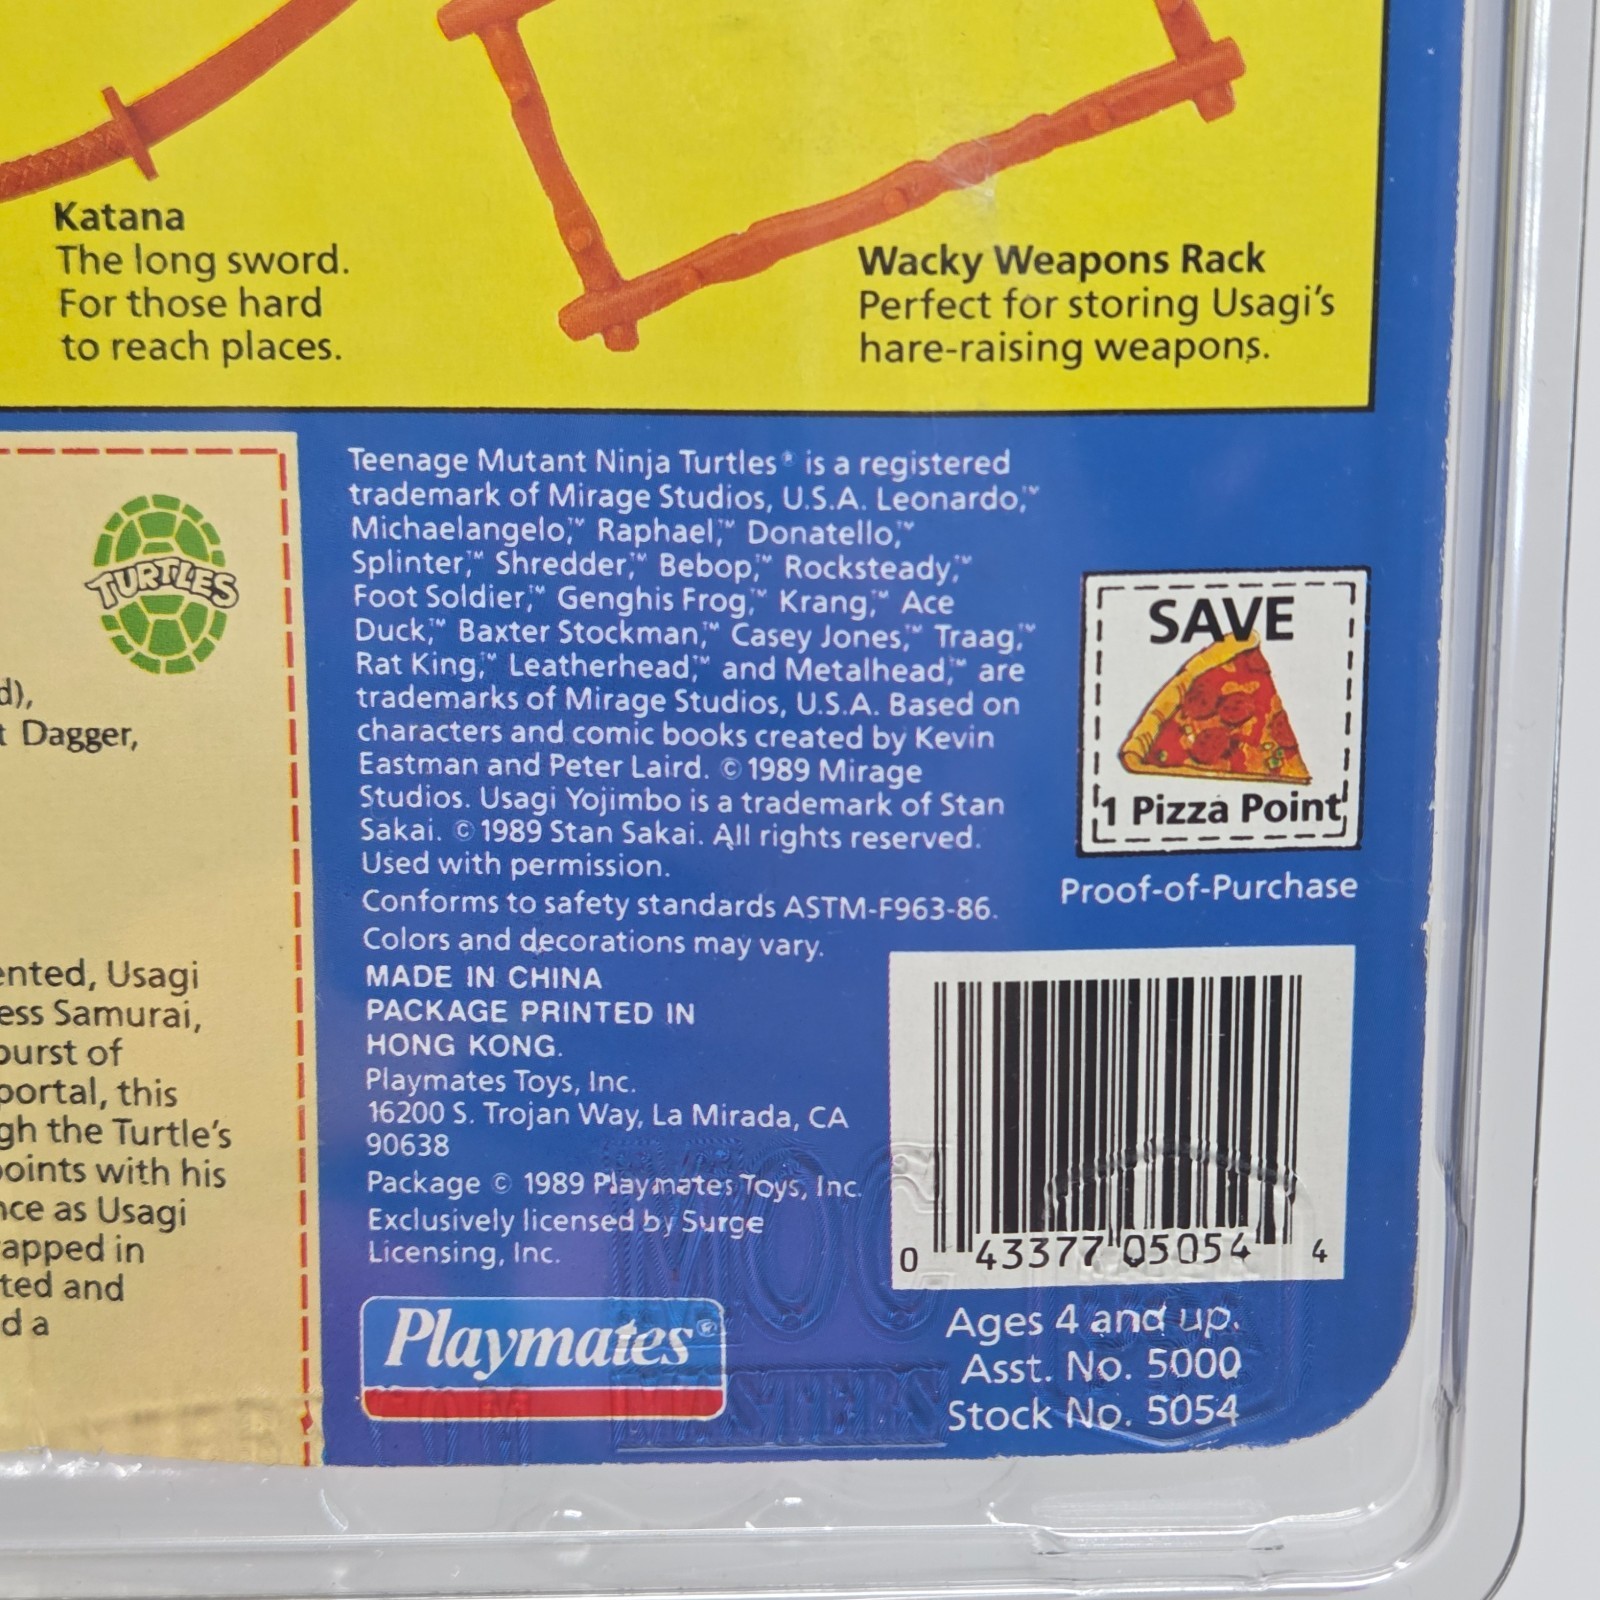 Katana
The long sword.
For those hard
to reach places.
Wacky Weapons Rack
Perfect for storing Usagi's
hare-raising weapons.
TURTLES
d),
t Dagger,
ented, Usagi
ess Samurai,
ourst of
portal, this
gh the Turtle's
points with his
nce as Usagi
apped in
ted and
d a
Teenage Mutant Ninja Turtles® is a registered
trademark of Mirage Studios, U.S.A. Leonardo,™
Michaelangelo,™ Raphael,™ Donatello,™
Splinter,™ Shredder,™ Bebop,™ Rocksteady,™
Foot Soldier,™ Genghis Frog,™ Krang,™ Ace
Duck,™ Baxter Stockman,™ Casey Jones,™ Traag,™
Rat King,™ Leatherhead,™ and Metalhead,™ are
trademarks of Mirage Studios, U.S.A. Based on
characters and comic books created by Kevin
Eastman and Peter Laird. © 1989 Mirage
Studios. Usagi Yojimbo is a trademark of Stan
Sakai. © 1989 Stan Sakai. All rights reserved.
Used with permission.
Conforms to safety standards ASTM-F963-86.
Colors and decorations may vary.
MADE IN CHINA
PACKAGE PRINTED IN
HONG KONG.
Playmates Toys, Inc.
16200 S. Trojan Way, La Mirada, CA
90638
Package © 1989 Playmates Toys, Inc.
Exclusively licensed by Surge
Licensing, Inc.
Playmates®
SAVE
1 Pizza Point
Proof-of-Purchase
0 43377 05054 4
Ages 4 and up.
Asst. No. 5000
Stock No. 5054
MOC
MASTERS